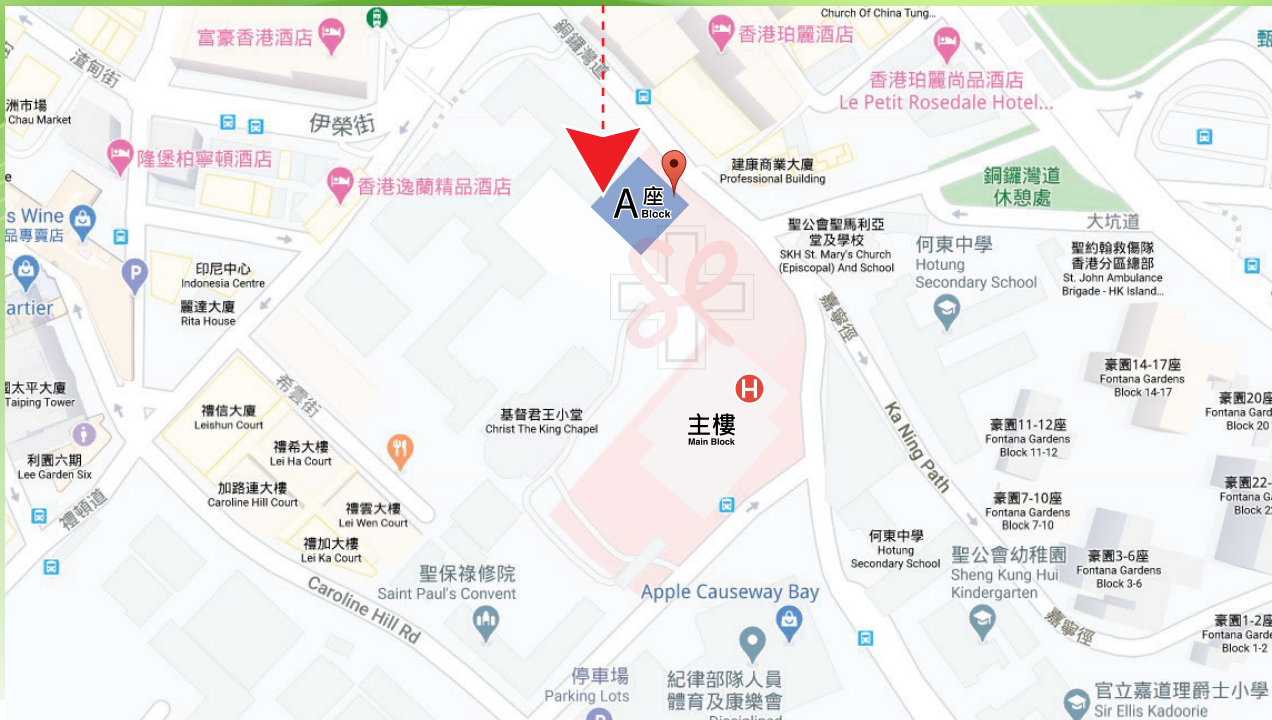 Church Of China Tung...
富豪香港酒店
銅鑼灣道
香港珀麗酒店
渣甸街
香港珀麗尚品酒店
Le Petit Rosedale Hotel...
洲市場
Chau Market
伊榮街
隆堡柏寧頓酒店
香港逸蘭精品酒店
建康商業大廈
Professional Building
銅鑼灣道
休憩處
A座
Block
大坑道
s Wine
品專賣店
聖公會聖馬利亞
堂及學校
SKH St. Mary's Church
(Episcopal) And School
何東中學
Hotung
Secondary School
聖約翰救傷隊
香港分區總部
St. John Ambulance
Brigade - HK Island...
P
印尼中心
Indonesia Centre
artier
麗達大廈
Rita House
嘉寧徑
太平大廈
Taiping Tower
希雲街
H
豪園14-17座
Fontana Gardens
Block 14-17
禮信大廈
Leishun Court
基督君王小堂
Christ The King Chapel
主樓
Main Block
Ka Ning Path
豪園11-12座
Fontana Gardens
Block 11-12
豪園20座
Fontana Gard
Block 20
禮希大樓
Lei Ha Court
利園六期
Lee Garden Six
加路連大樓
Caroline Hill Court
禮雲大樓
Lei Wen Court
禮頓道
豪園7-10座
Fontana Gardens
Block 7-10
豪園22-
Fontana Ga
Block 22
禮加大樓
Lei Ka Court
何東中學
Hotung
Secondary School
聖公會幼稚園
Sheng Kung Hui
Kindergarten
豪園3-6座
Fontana Gardens
Block 3-6
聖保祿修院
Saint Paul's Convent
Caroline Hill Rd
Apple Causeway Bay
嘉寧徑
豪園1-2座
Fontana Garde
Block 1-2
停車場
Parking Lots
紀律部隊人員
體育及康樂會
Disciplined
官立嘉道理爵士小學
Sir Ellis Kadoorie